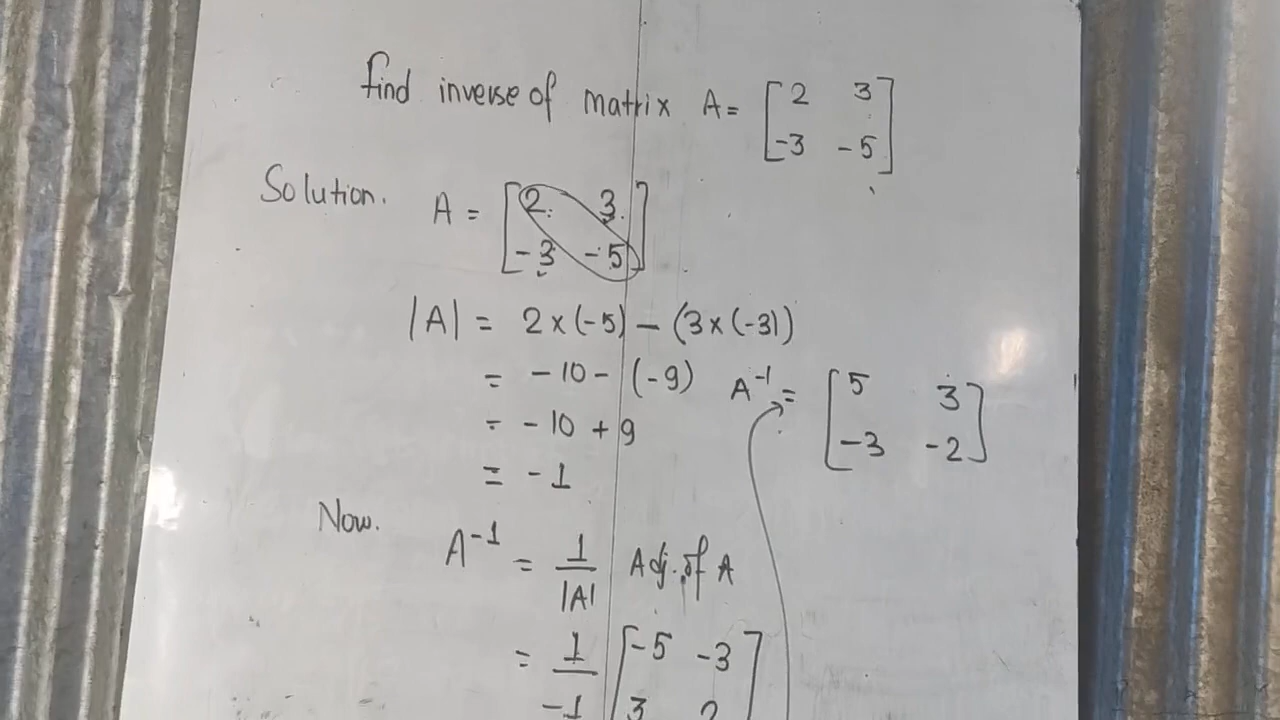 find inverse of matrix A = [2 3
-3 -5]
Solution. A = [2 3
-3 -5]
|A| = 2 x (-5) - (3 x (-3))
= -10 - (-9)
= -10 + 9
= -1
A^-1 = [5 3
-3 -2]
Now.
A^-1 = 1/|A| Adj. of A
= 1/-1 [-5 -3
3 2]